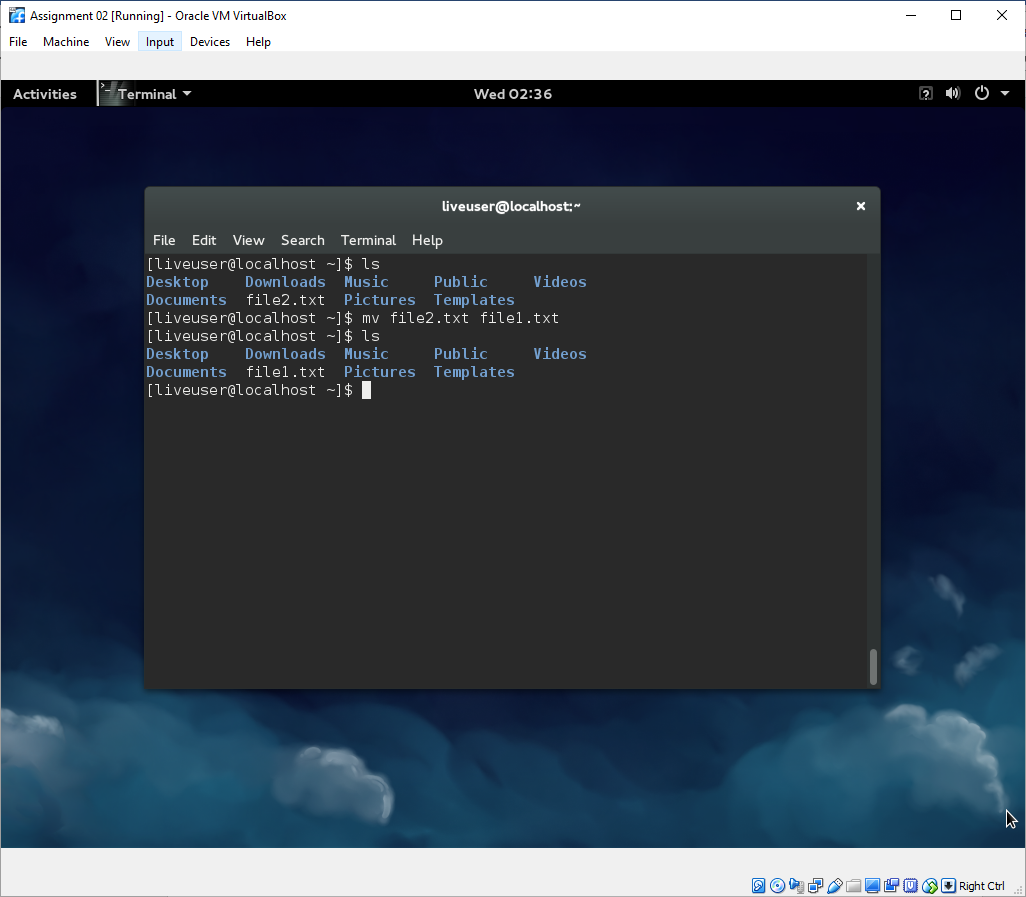 Assignment 02 [Running] - Oracle VM VirtualBox
File Machine View Input Devices Help
Activities Terminal Wed 02:36
liveuser@localhost:~
File Edit View Search Terminal Help
[liveuser@localhost ~]$ ls
Desktop Downloads Music Public Videos
Documents file2.txt Pictures Templates
[liveuser@localhost ~]$ mv file2.txt file1.txt
[liveuser@localhost ~]$ ls
Desktop Downloads Music Public Videos
Documents file1.txt Pictures Templates
[liveuser@localhost ~]$
Right Ctrl